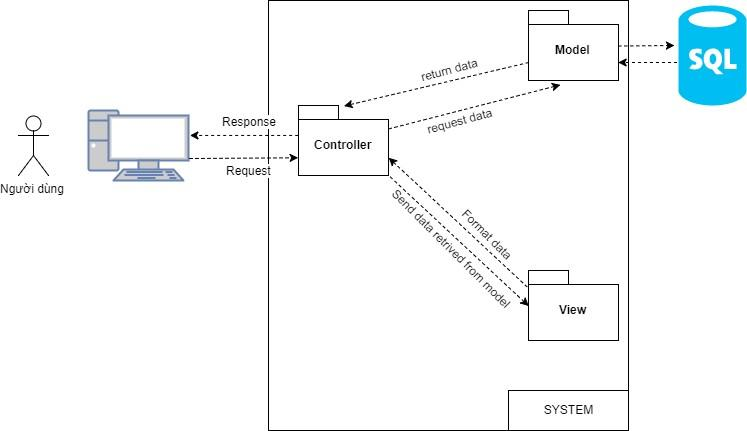 Model
SQL
return data
request data
Response
Controller
Request
Người dùng
Format data
Send data retrived from model
View
SYSTEM